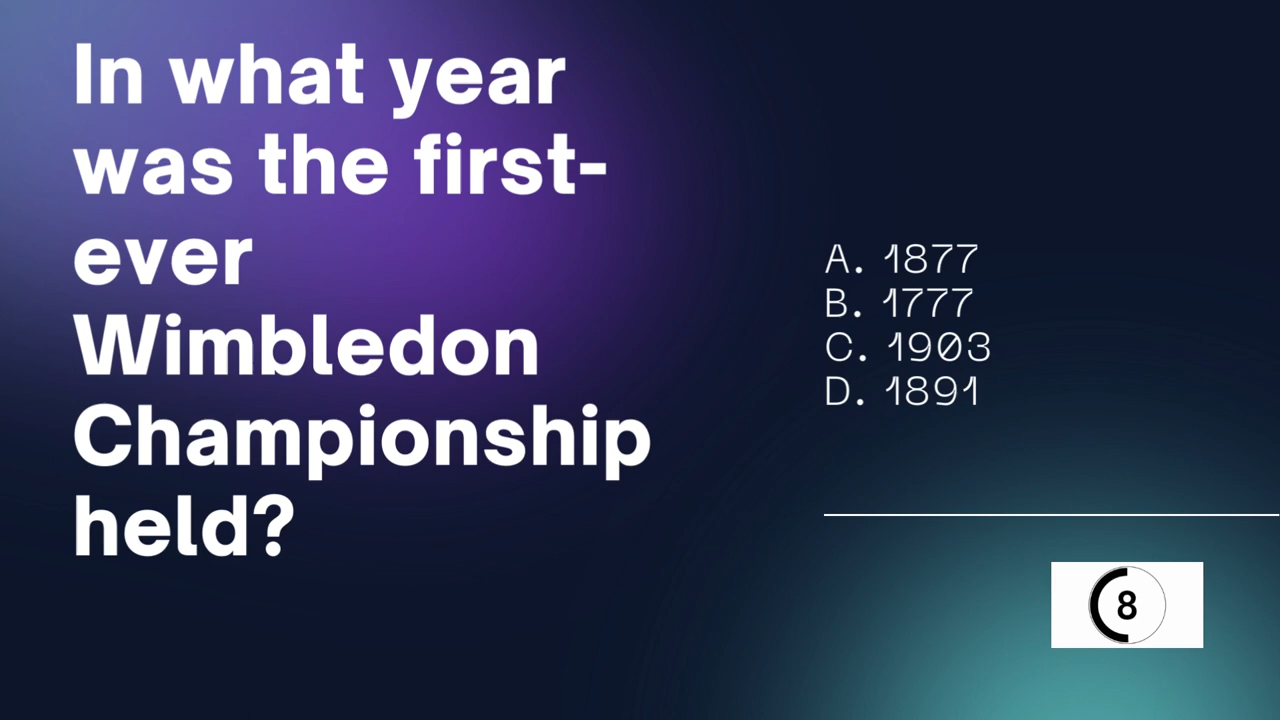 In what year
was the first-
ever
Wimbledon
Championship
held?
A. 1877
B. 1777
C. 1903
D. 1891
8